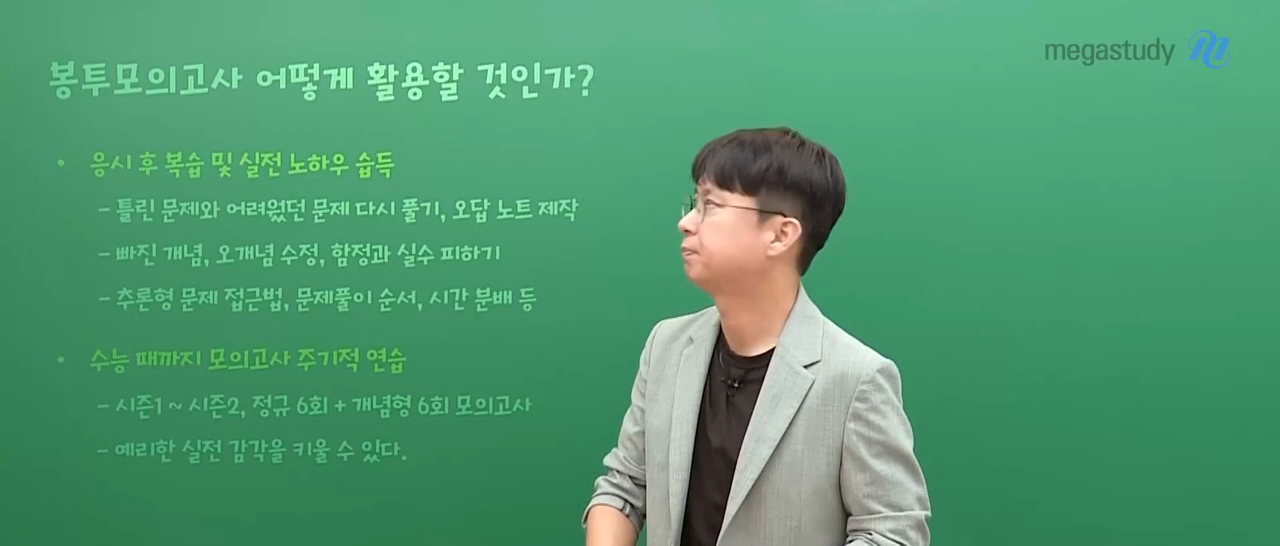 megastudy
봉투모의고사 어떻게 활용할 것인가?
• 응시 후 복습 및 실전 노하우 습득
- 틀린 문제와 어려웠던 문제 다시 풀기, 오답 노트 제작
- 빠진 개념, 오개념 수정, 함정과 실수 피하기
- 추론형 문제 접근법, 문제풀이 순서, 시간 분배 등
• 수능 때까지 모의고사 주기적 연습
- 시즌1 ~ 시즌2, 정규 6회 + 개념형 6회 모의고사
- 예리한 실전 감각을 키울 수 있다.